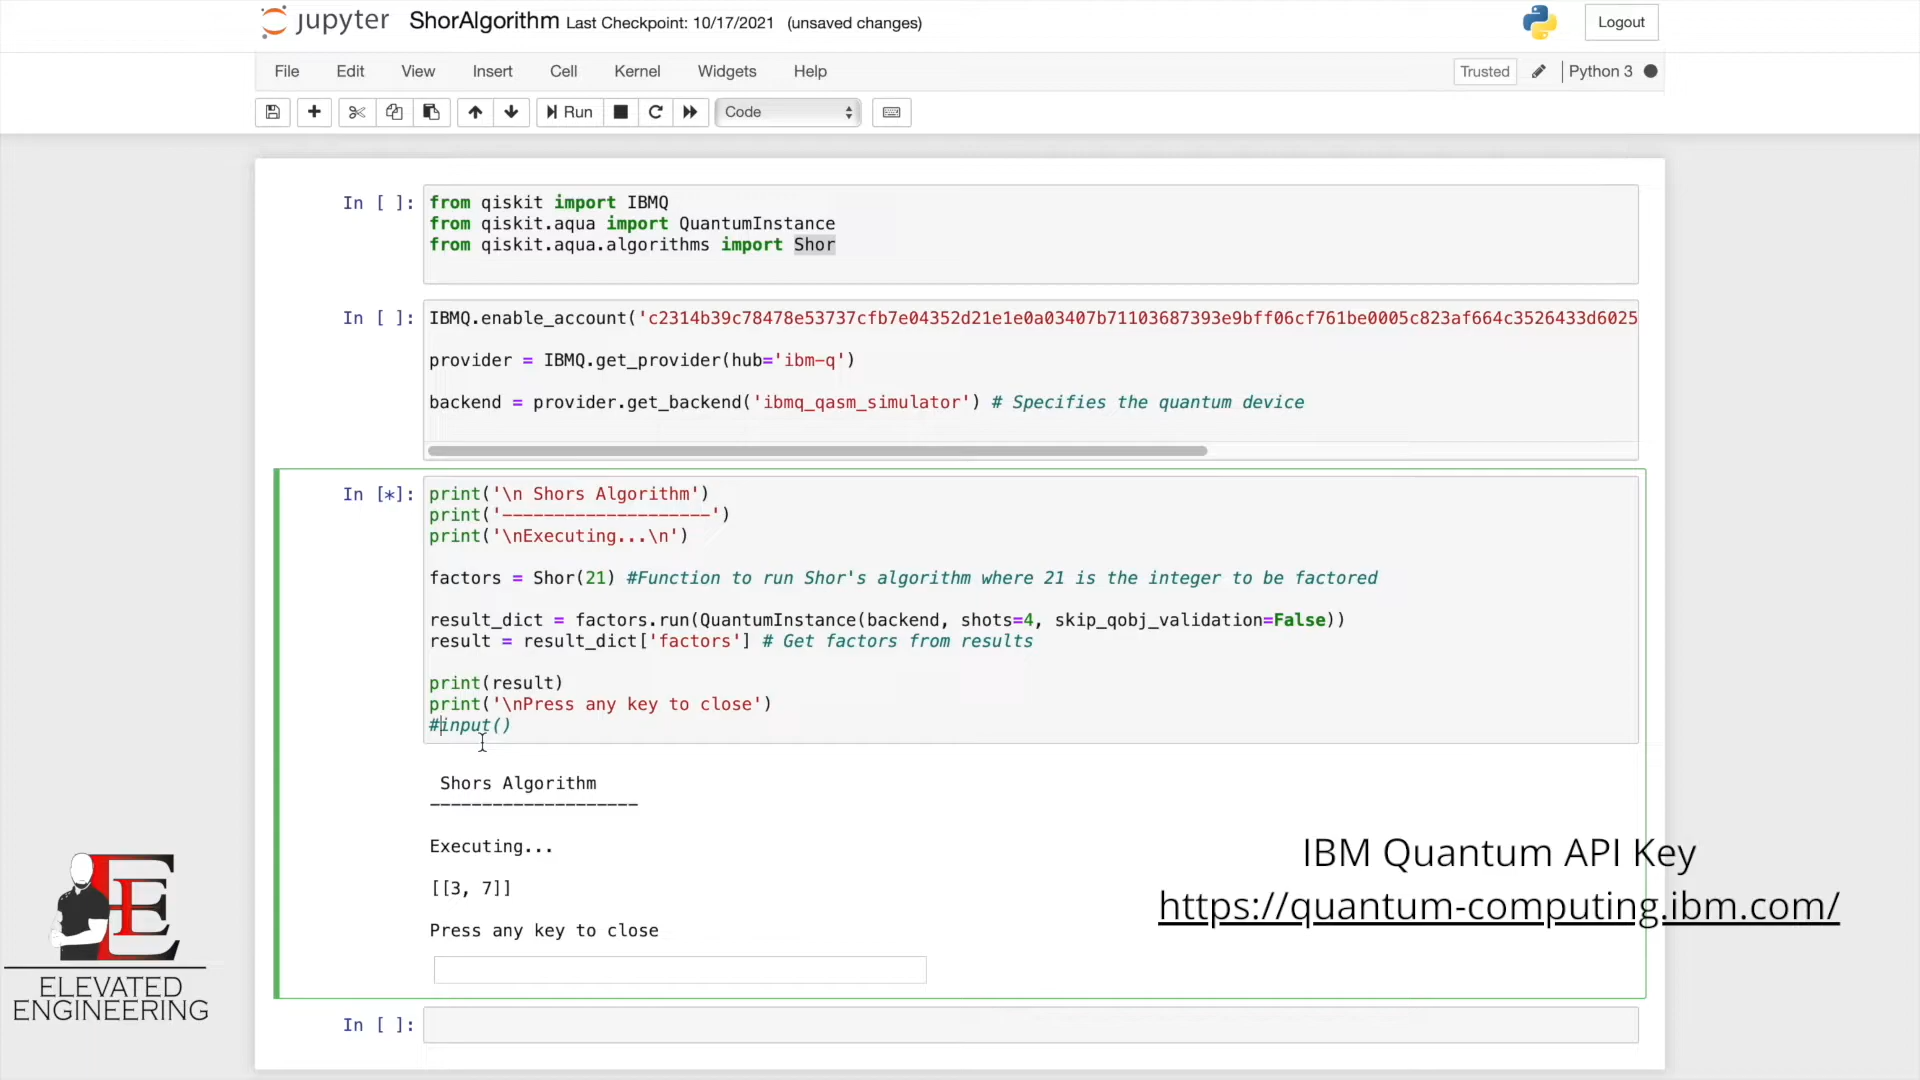 jupyter ShorAlgorithm Last Checkpoint: 10/17/2021 (unsaved changes)
Logout
File Edit View Insert Cell Kernel Widgets Help
Trusted Python 3
Run Code
In [ ]:
from qiskit import IBMQ
from qiskit.aqua import QuantumInstance
from qiskit.aqua.algorithms import Shor
In [ ]:
IBMQ.enable_account('c2314b39c78478e53737cfb7e04352d21e1e0a03407b71103687393e9bff06cf761be0005c823af664c3526433d6025
provider = IBMQ.get_provider(hub='ibm-q')
backend = provider.get_backend('ibmq_qasm_simulator') # Specifies the quantum device
In [*]:
print('\n Shors Algorithm')
print('--------------------')
print('\nExecuting...\n')
factors = Shor(21) #Function to run Shor's algorithm where 21 is the integer to be factored
result_dict = factors.run(QuantumInstance(backend, shots=4, skip_qobj_validation=False))
result = result_dict['factors'] # Get factors from results
print(result)
print('\nPress any key to close')
#input()
Shors Algorithm
--------------------
Executing...
[[3, 7]]
Press any key to close
In [ ]:
IBM Quantum API Key
https://quantum-computing.ibm.com/
E
ELEVATED
ENGINEERING